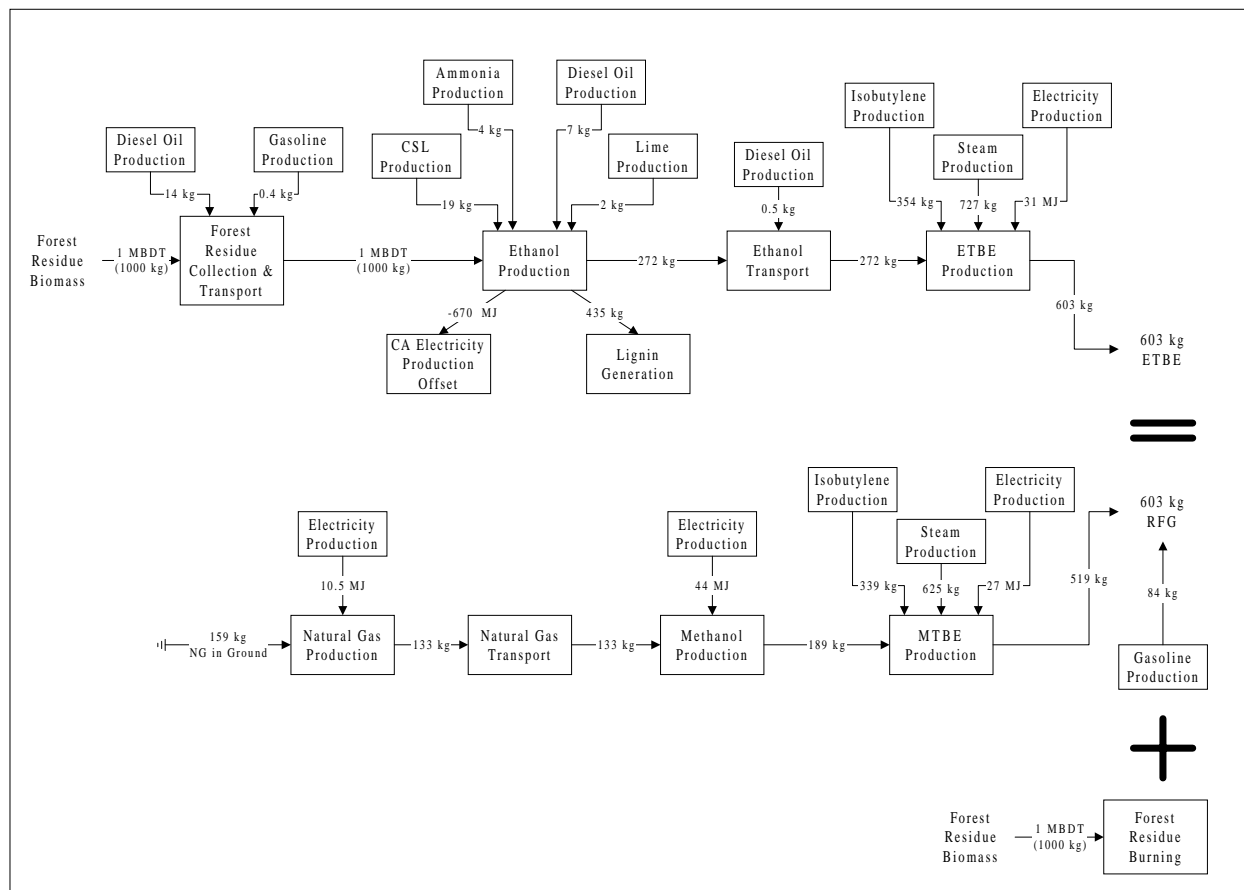 Ammonia
Production
Diesel Oil
Production
Isobutylene
Production
Electricity
Production
Diesel Oil
Production
Gasoline
Production
CSL
Production
4 kg
7 kg
Lime
Production
Diesel Oil
Production
Steam
Production
14 kg
0.4 kg
19 kg
2 kg
0.5 kg
354 kg
727 kg
31 MJ
Forest
Residue
Biomass
1 MBDT
(1000 kg)
Forest
Residue
Collection &
Transport
1 MBDT
(1000 kg)
Ethanol
Production
272 kg
Ethanol
Transport
272 kg
ETBE
Production
-670 MJ
435 kg
603 kg
CA Electricity
Production
Offset
Lignin
Generation
603 kg
ETBE
Isobutylene
Production
Electricity
Production
Electricity
Production
Electricity
Production
Steam
Production
603 kg
RFG
10.5 MJ
44 MJ
339 kg
625 kg
27 MJ
519 kg
84 kg
159 kg
NG in Ground
Natural Gas
Production
133 kg
Natural Gas
Transport
133 kg
Methanol
Production
189 kg
MTBE
Production
Gasoline
Production
Forest
Residue
Biomass
1 MBDT
(1000 kg)
Forest
Residue
Burning